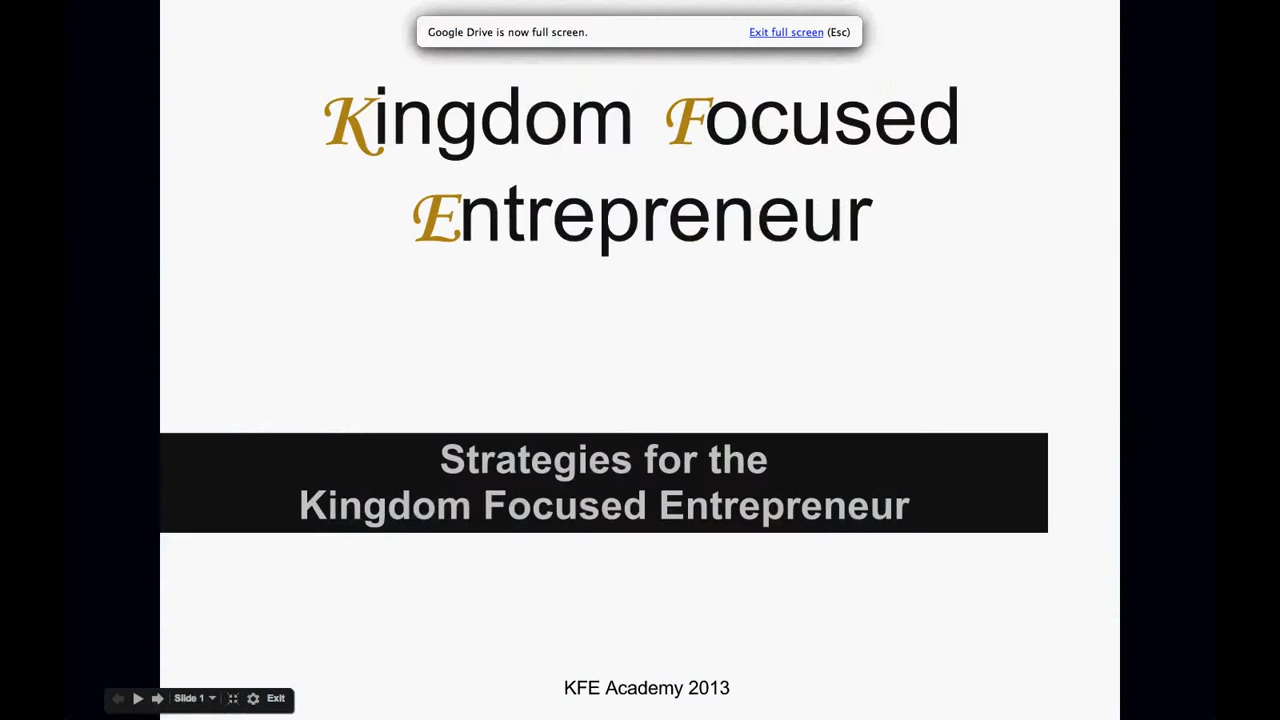 Google Drive is now full screen. Exit full screen (Esc)
Kingdom Focused
Entrepreneur
Strategies for the
Kingdom Focused Entrepreneur
KFE Academy 2013
Slide 1 Exit